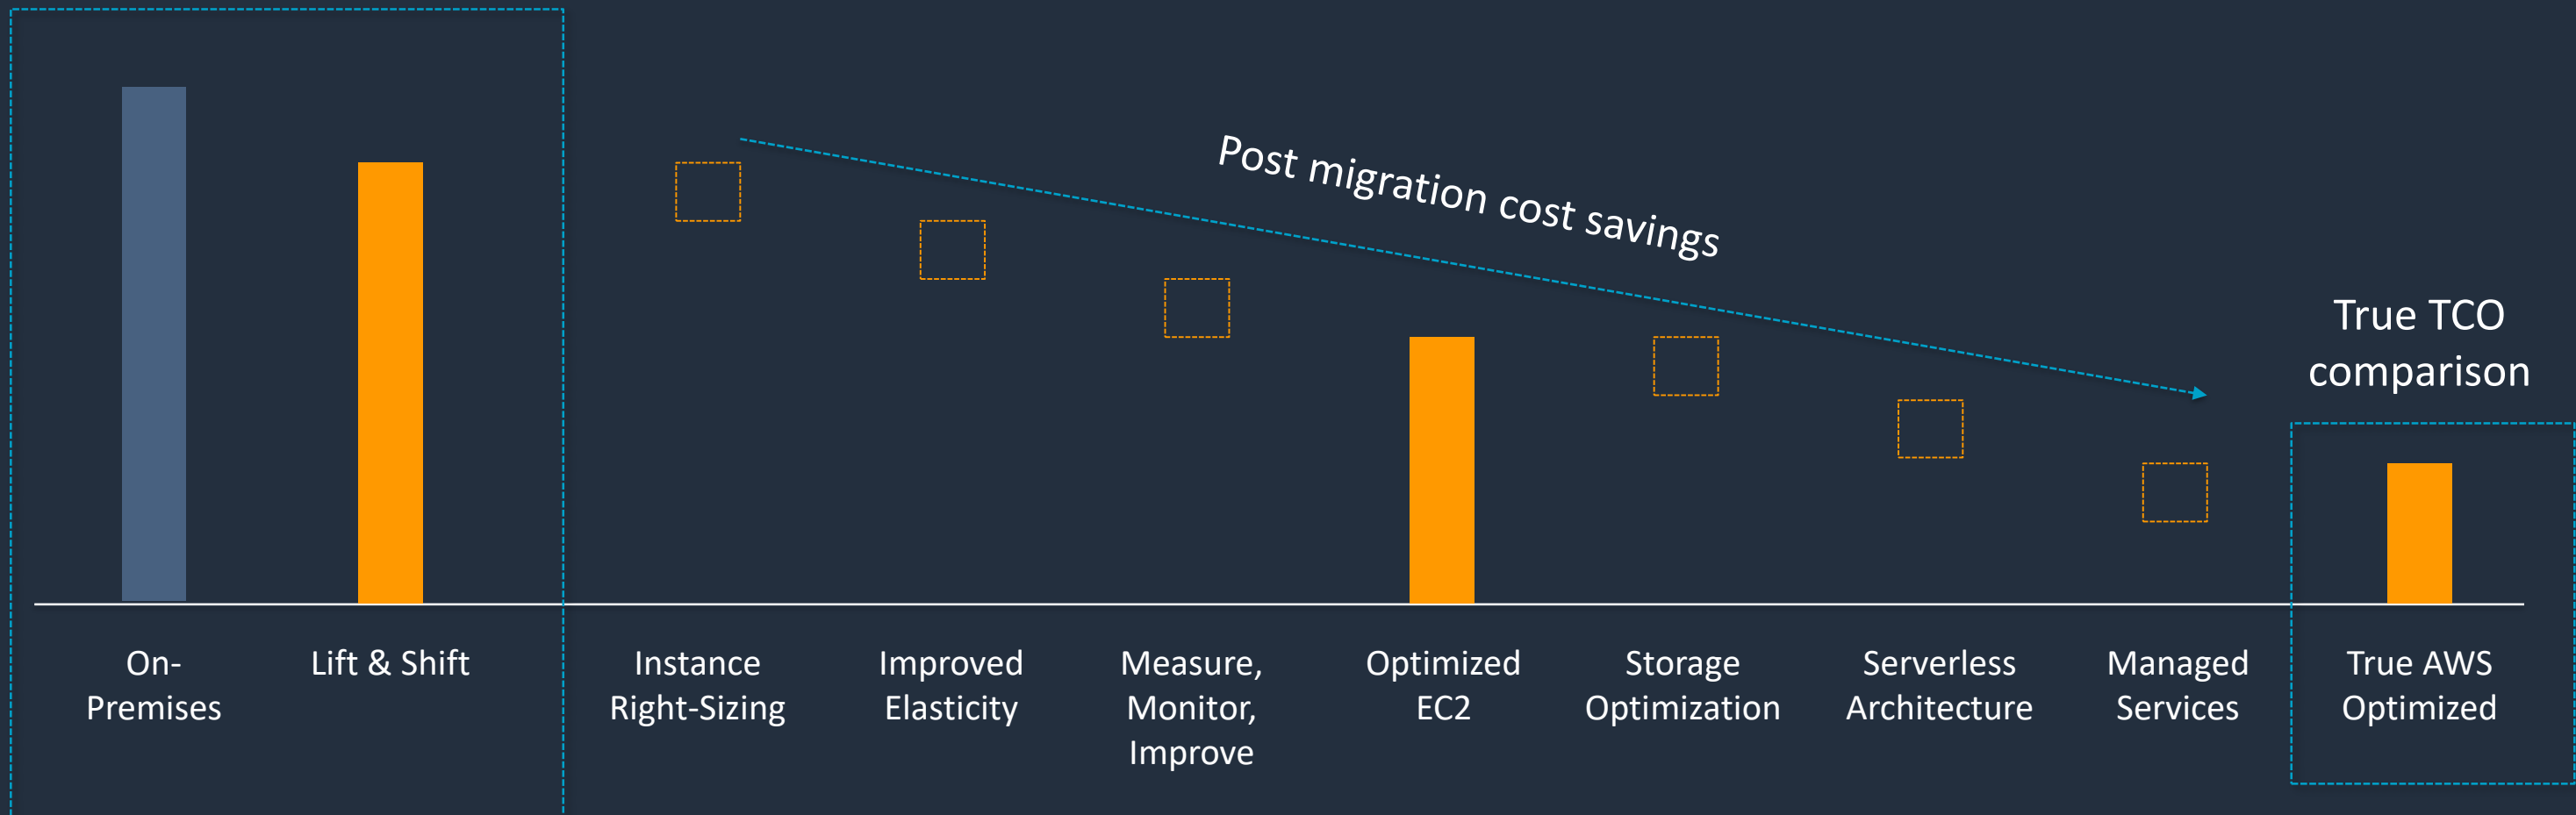 Post migration cost savings
True TCO
comparison
On-
Premises
Lift & Shift
Instance
Right-Sizing
Improved
Elasticity
Measure,
Monitor,
Improve
Optimized
EC2
Storage
Optimization
Serverless
Architecture
Managed
Services
True AWS
Optimized